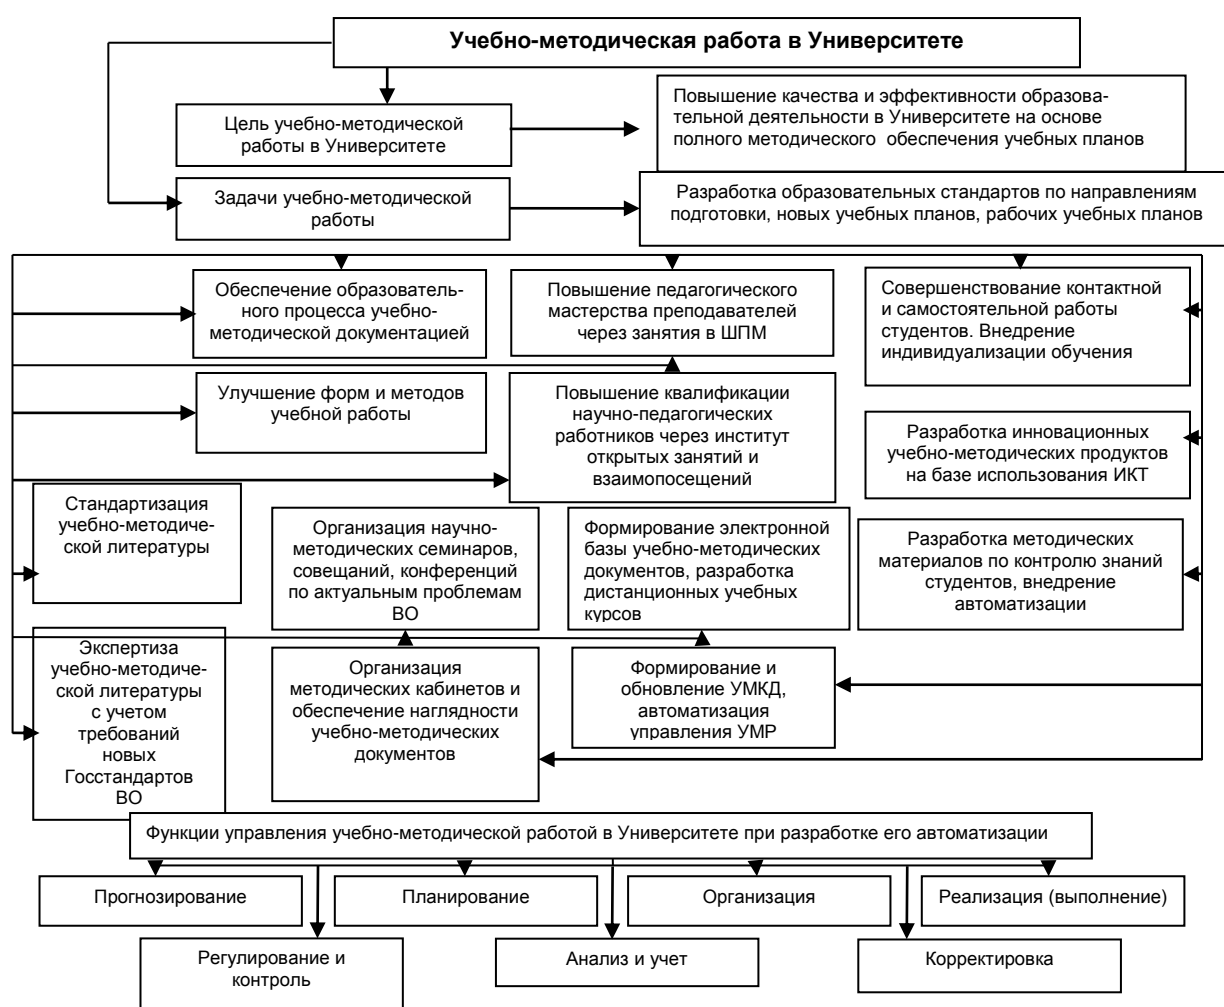 Учебно-методическая работа в Университете
Цель учебно-методической
работы в Университете
Повышение качества и эффективности образова-
тельной деятельности в Университете на основе
полного методического обеспечения учебных планов
Задачи учебно-методической
работы
Разработка образовательных стандартов по направлениям
подготовки, новых учебных планов, рабочих учебных планов
Обеспечение образователь-
ного процесса учебно-
методической документацией
Повышение педагогического
мастерства преподавателей
через занятия в ШПМ
Совершенствование контактной
и самостоятельной работы
студентов. Внедрение
индивидуализации обучения
Улучшение форм и методов
учебной работы
Повышение квалификации
научно-педагогических
работников через институт
открытых занятий и
взаимопосещений
Разработка инновационных
учебно-методических продуктов
на базе использования ИКТ
Стандартизация
учебно-методиче-
ской литературы
Организация научно-
методических семинаров,
совещаний, конференций
по актуальным проблемам
ВО
Формирование электронной
базы учебно-методических
документов, разработка
дистанционных учебных
курсов
Разработка методических
материалов по контролю знаний
студентов, внедрение
автоматизации
Экспертиза
учебно-методиче-
ской литературы
с учетом
требований
новых
Госстандартов
ВО
Организация
методических кабинетов и
обеспечение наглядности
учебно-методических
документов
Формирование и
обновление УМКД,
автоматизация
управления УМР
Функции управления учебно-методической работой в Университете при разработке его автоматизации
Прогнозирование
Планирование
Организация
Реализация (выполнение)
Регулирование и
контроль
Анализ и учет
Корректировка